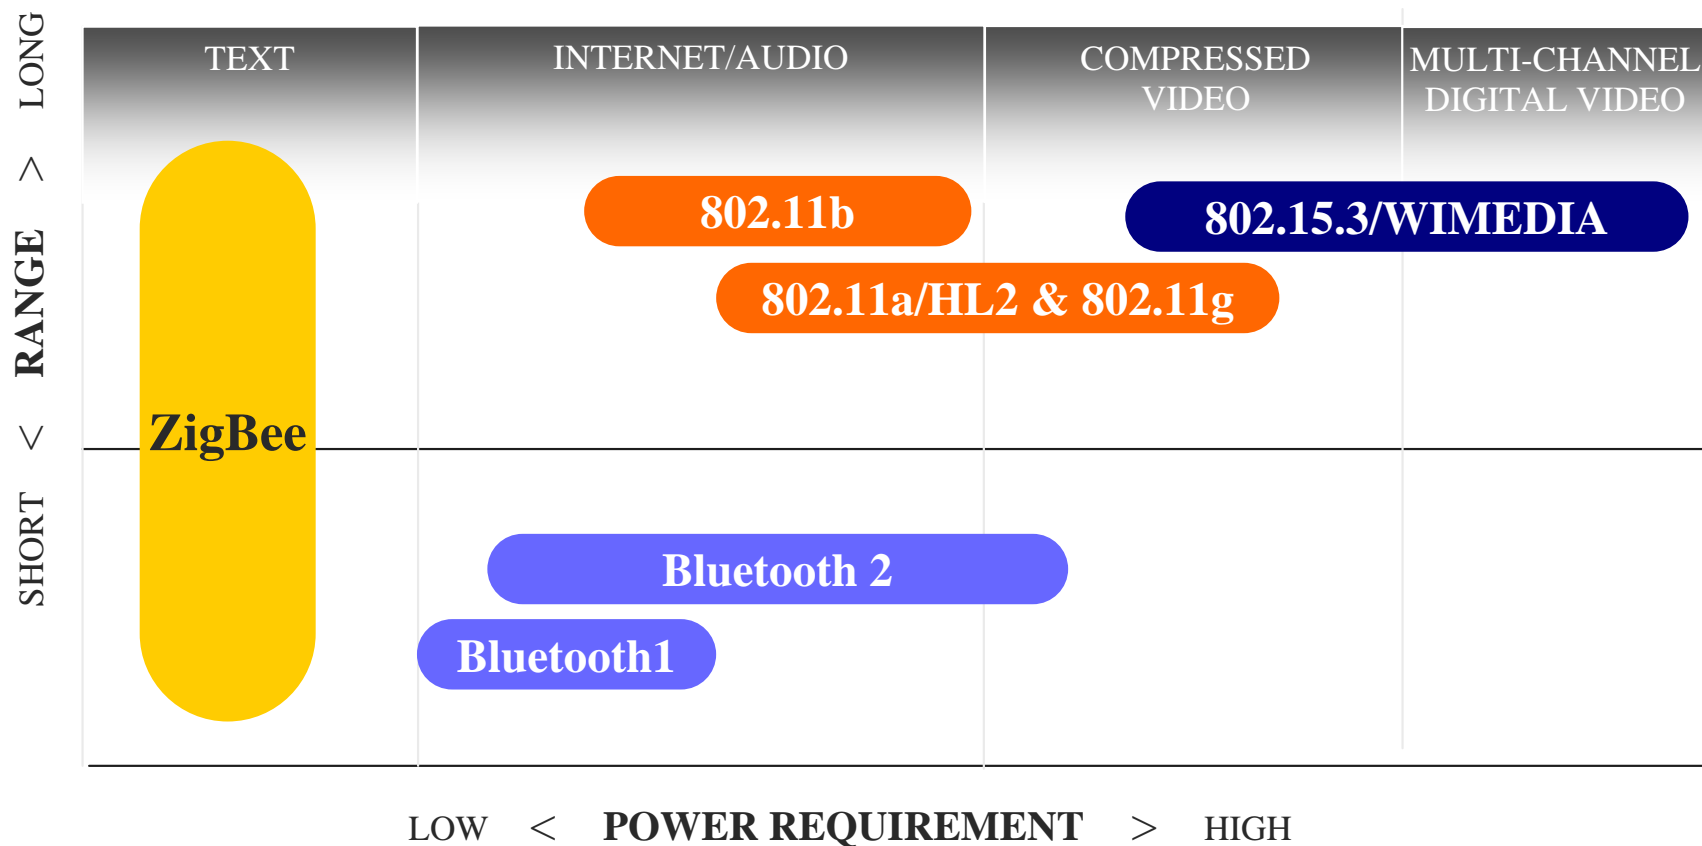 TEXT
INTERNET/AUDIO
COMPRESSED
VIDEO
MULTI-CHANNEL
DIGITAL VIDEO
SHORT < RANGE > LONG
802.11b
802.15.3/WIMEDIA
802.11a/HL2 & 802.11g
ZigBee
Bluetooth 2
Bluetooth1
LOW < POWER REQUIREMENT > HIGH